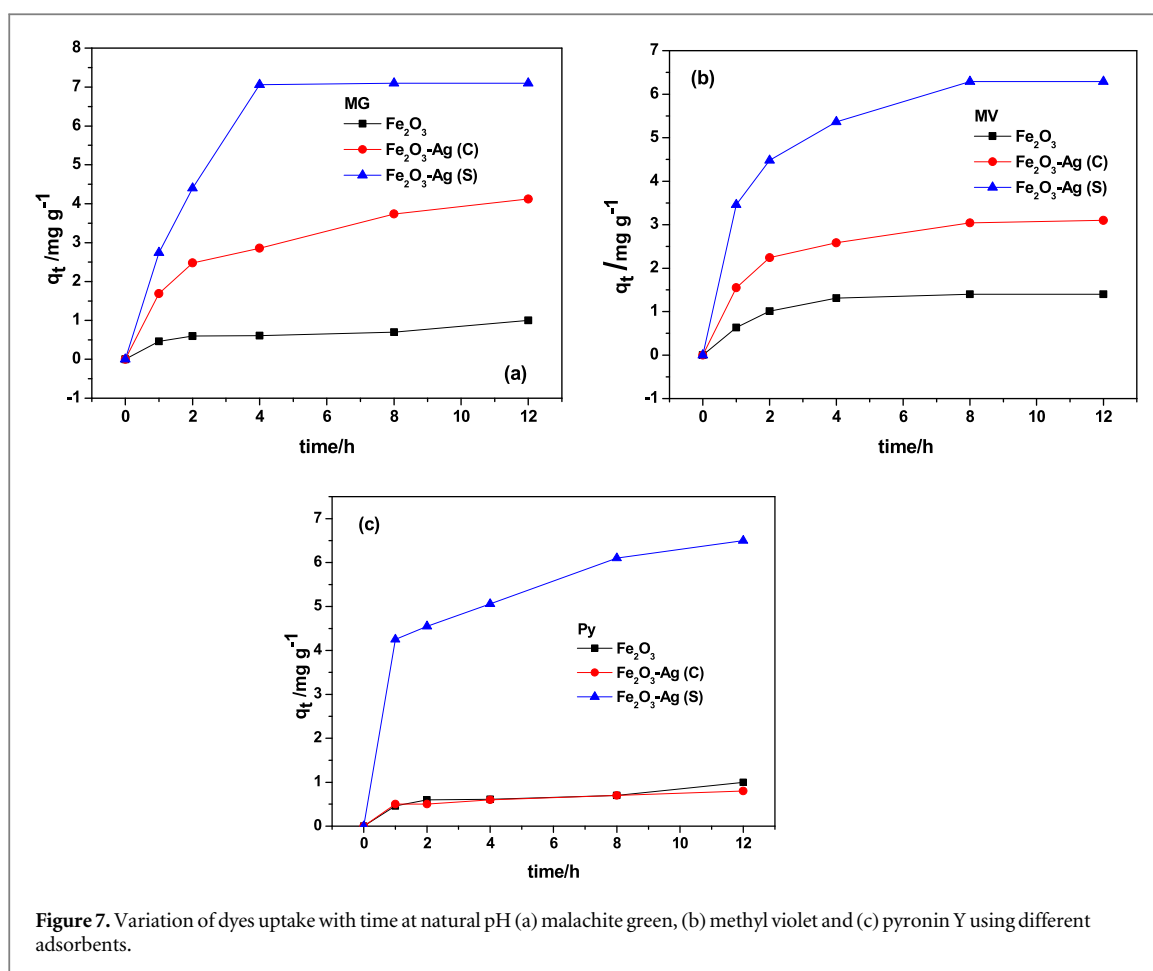 8
7
6
5
4
3
2
1
0
-1
q_t /mg g^-1
MG
Fe₂O₃
Fe₂O₃-Ag (C)
Fe₂O₃-Ag (S)
(a)
0 2 4 6 8 10 12
time/h
7
6
5
4
3
2
1
0
-1
q_t /mg g^-1
(b)
MV
Fe₂O₃
Fe₂O₃-Ag (C)
Fe₂O₃-Ag (S)
0 2 4 6 8 10 12
time/h
7
6
5
4
3
2
1
0
q_t /mg g^-1
(c)
Py
Fe₂O₃
Fe₂O₃-Ag (C)
Fe₂O₃-Ag (S)
0 2 4 6 8 10 12
time/h
Figure 7. Variation of dyes uptake with time at natural pH (a) malachite green, (b) methyl violet and (c) pyronin Y using different
adsorbents.